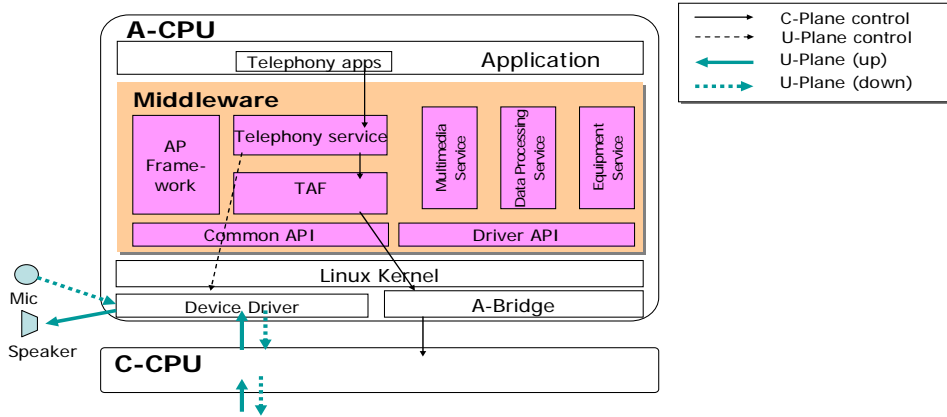 A-CPU
Telephony apps
Application
Middleware
AP
Frame-
work
Telephony service
TAF
Multimedia
Service
Data Processing
Service
Equipment
Service
Common API
Driver API
Linux Kernel
Device Driver
A-Bridge
Mic
Speaker
C-CPU
C-Plane control
U-Plane control
U-Plane (up)
U-Plane (down)